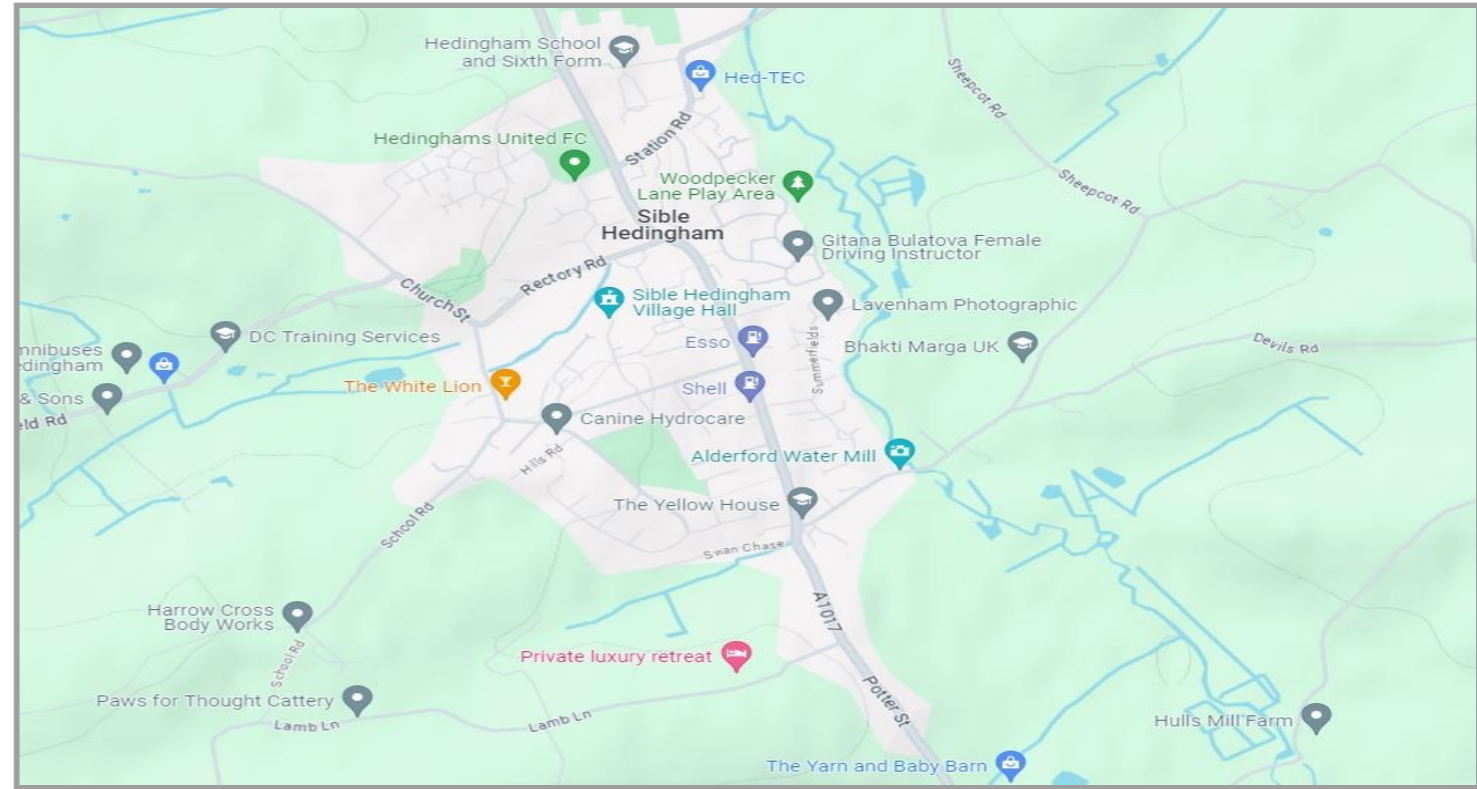 Hedingham School
and Sixth Form
Hed-TEC
Sheepcot Rd
Hedinghams United FC
Station Rd
Woodpecker
Lane Play Area
Sheepcot Rd
Sible
Hedingham
Gitana Bulatova Female
Driving Instructor
Rectory Rd
Church St
Sible Hedingham
Village Hall
Lavenham Photographic
DC Training Services
Esso
Bhakti Marga UK
Devils Rd
mnibuses
edingham
Summerfields
The White Lion
Shell
& Sons
eld Rd
Canine Hydrocare
Hills Rd
Alderford Water Mill
The Yellow House
School Rd
Swan Chase
Harrow Cross
Body Works
A1017
Private luxury retreat
School Rd
Potter St
Paws for Thought Cattery
Lamb Ln
Lamb Ln
Hulls Mill Farm
The Yarn and Baby Barn